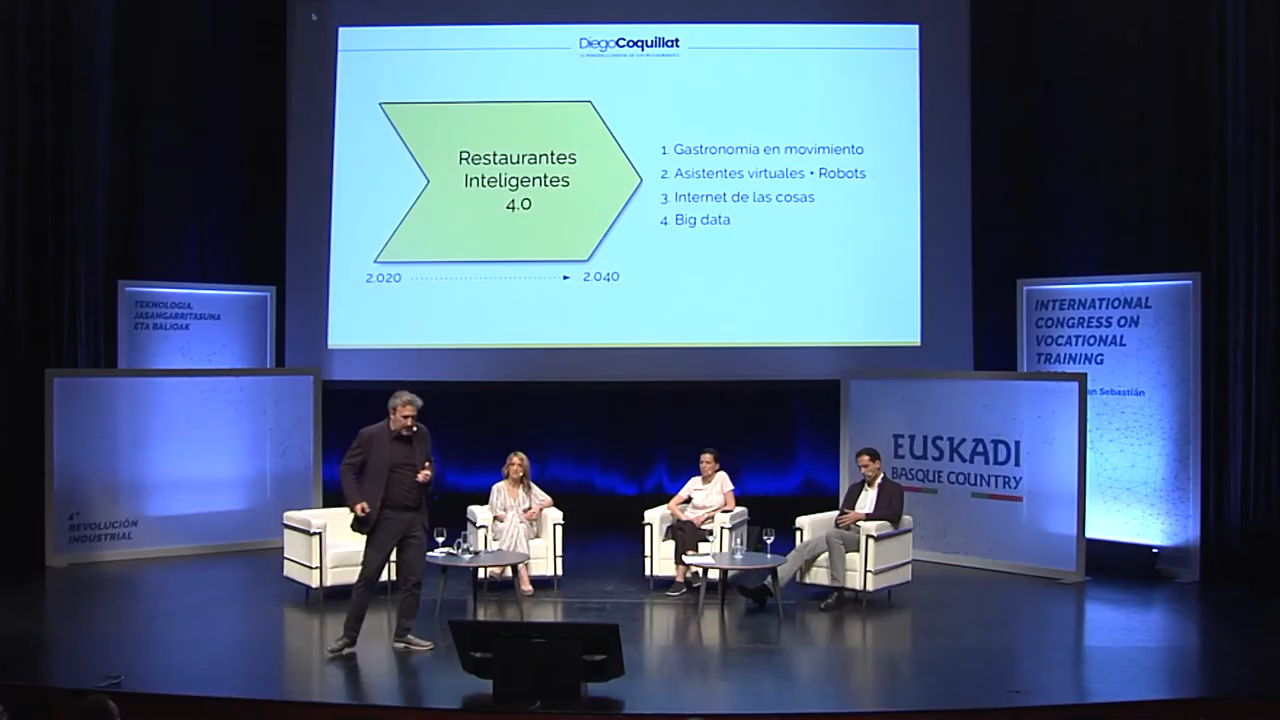 DiegoCoquillat
Restaurantes
Inteligentes
4.0
2.020
2.040
1. Gastronomía en movimiento
2. Asistentes virtuales + Robots
3. Internet de las cosas
4. Big data
TEKNOLOGIA,
JASANGARRITASUNA
ETA BALIOAK
4ª
REVOLUCIÓN
INDUSTRIAL
INTERNATIONAL
CONGRESS ON
VOCATIONAL
TRAINING
Sebastián
EUSKADI
BASQUE COUNTRY